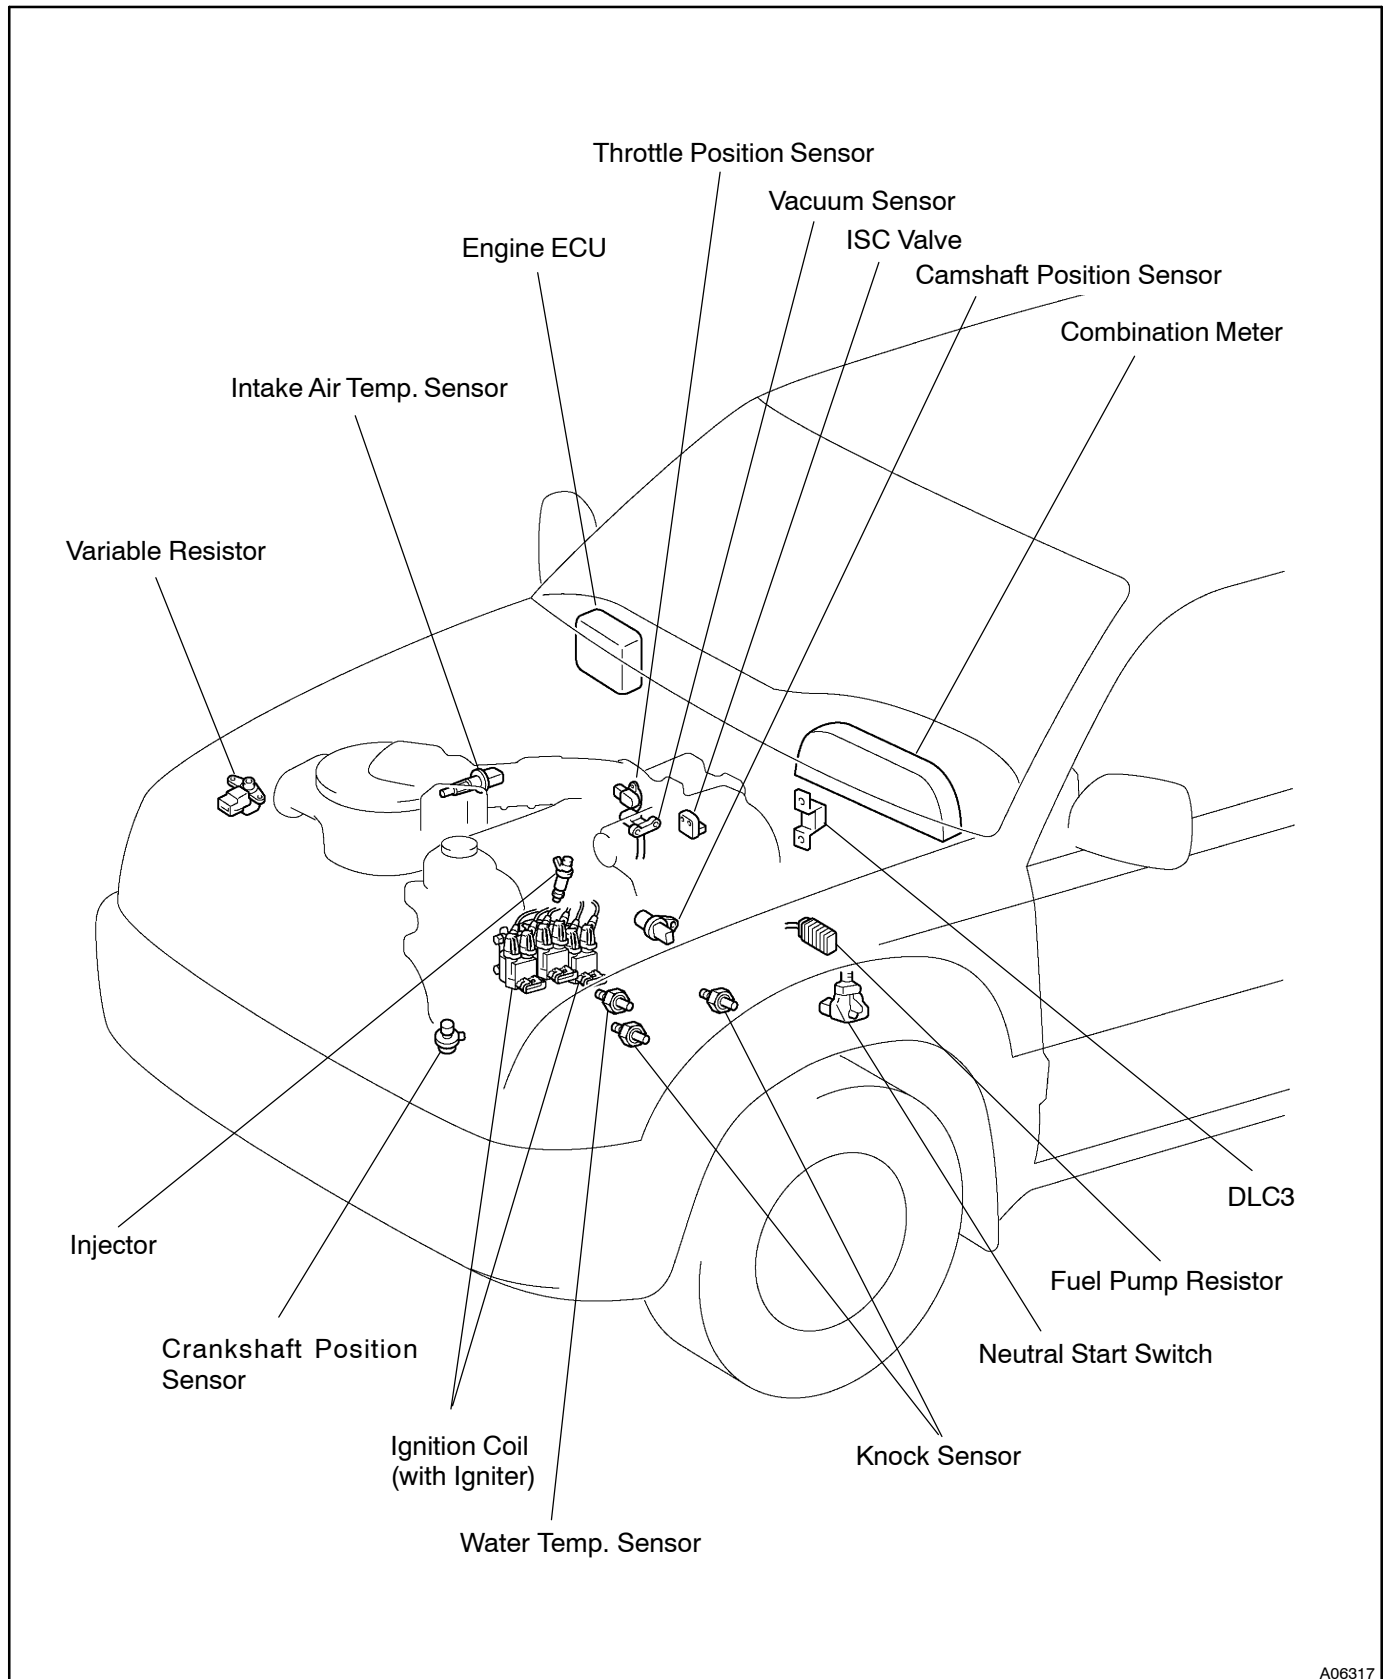 Throttle Position Sensor
Vacuum Sensor
ISC Valve
Engine ECU
Camshaft Position Sensor
Combination Meter
Intake Air Temp. Sensor
Variable Resistor
DLC3
Injector
Fuel Pump Resistor
Crankshaft Position
Sensor
Neutral Start Switch
Ignition Coil
(with Igniter)
Knock Sensor
Water Temp. Sensor
A06317